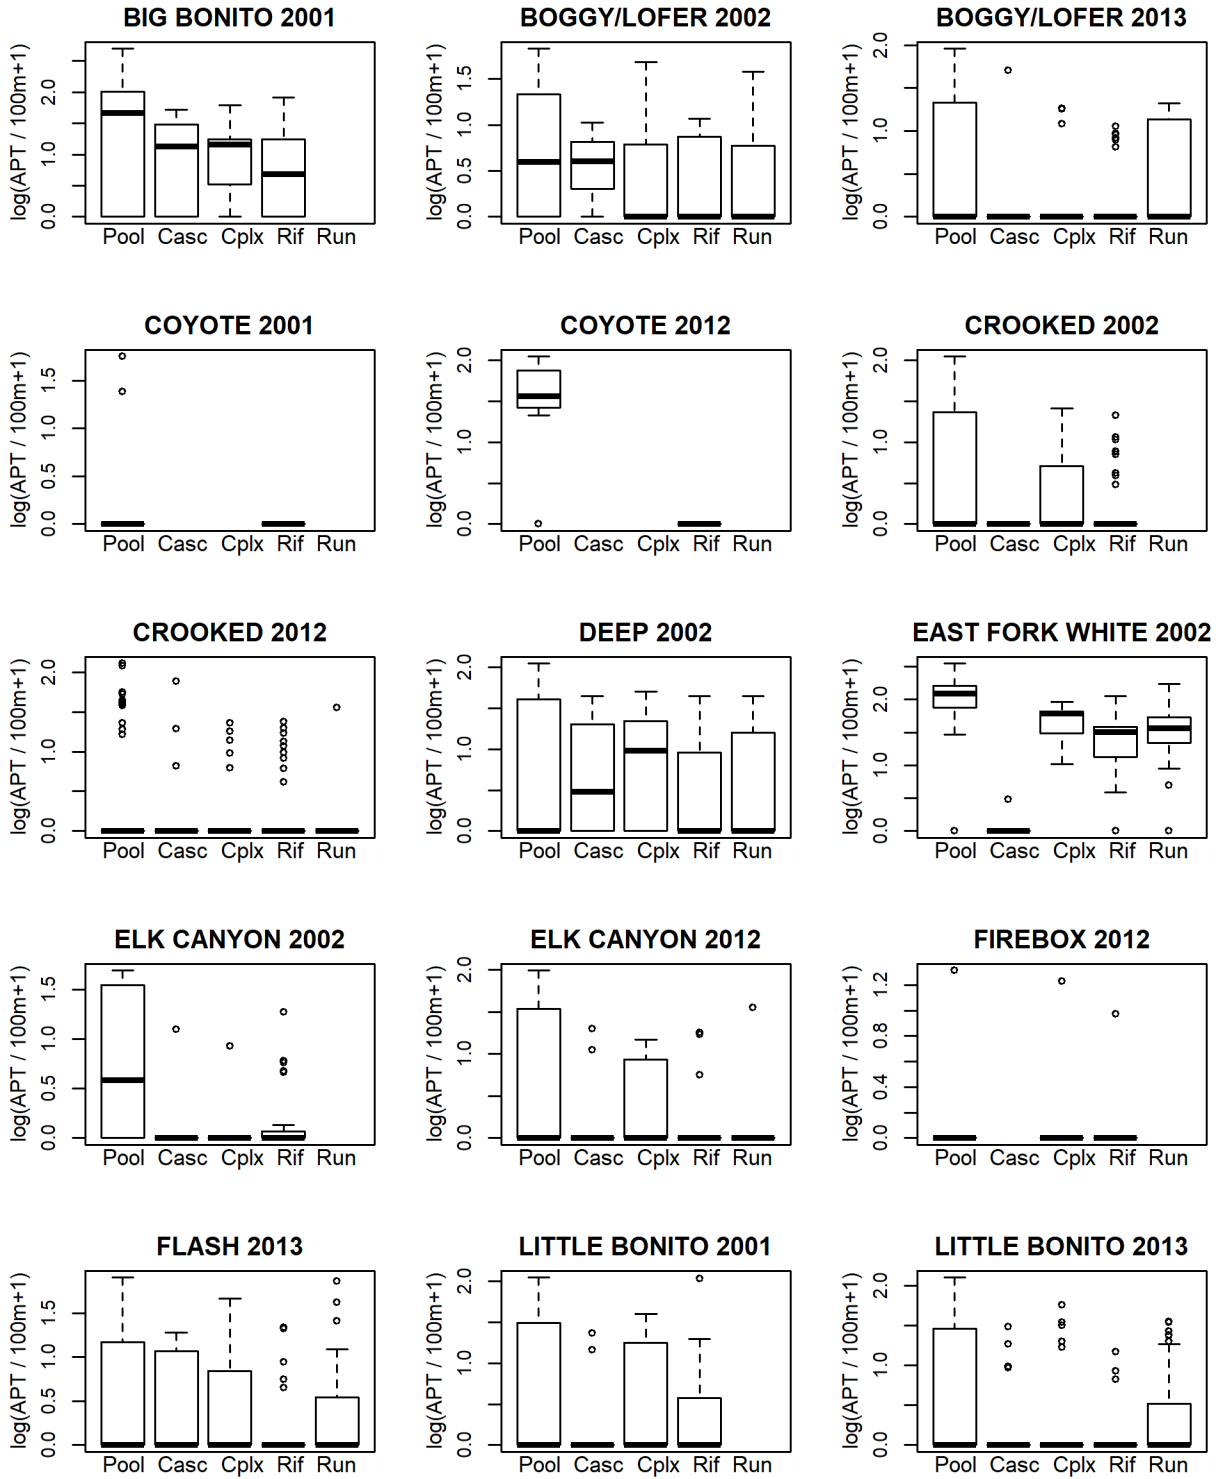 BIG BONITO 2001
log(APT / 100m+1)
0.0 1.0 2.0
Pool Casc Cplx Rif Run
BOGGY/LOFER 2002
log(APT / 100m+1)
0.0 0.5 1.0 1.5
Pool Casc Cplx Rif Run
BOGGY/LOFER 2013
log(APT / 100m+1)
0.0 1.0 2.0
Pool Casc Cplx Rif Run
COYOTE 2001
log(APT / 100m+1)
0.0 0.5 1.0 1.5
Pool Casc Cplx Rif Run
COYOTE 2012
log(APT / 100m+1)
0.0 1.0 2.0
Pool Casc Cplx Rif Run
CROOKED 2002
log(APT / 100m+1)
0.0 1.0 2.0
Pool Casc Cplx Rif Run
CROOKED 2012
log(APT / 100m+1)
0.0 1.0 2.0
Pool Casc Cplx Rif Run
DEEP 2002
log(APT / 100m+1)
0.0 1.0 2.0
Pool Casc Cplx Rif Run
EAST FORK WHITE 2002
log(APT / 100m+1)
0.0 1.0 2.0
Pool Casc Cplx Rif Run
ELK CANYON 2002
log(APT / 100m+1)
0.0 0.5 1.0 1.5
Pool Casc Cplx Rif Run
ELK CANYON 2012
log(APT / 100m+1)
0.0 1.0 2.0
Pool Casc Cplx Rif Run
FIREBOX 2012
log(APT / 100m+1)
0.0 0.4 0.8 1.2
Pool Casc Cplx Rif Run
FLASH 2013
log(APT / 100m+1)
0.0 0.5 1.0 1.5
Pool Casc Cplx Rif Run
LITTLE BONITO 2001
log(APT / 100m+1)
0.0 1.0 2.0
Pool Casc Cplx Rif Run
LITTLE BONITO 2013
log(APT / 100m+1)
0.0 1.0 2.0
Pool Casc Cplx Rif Run